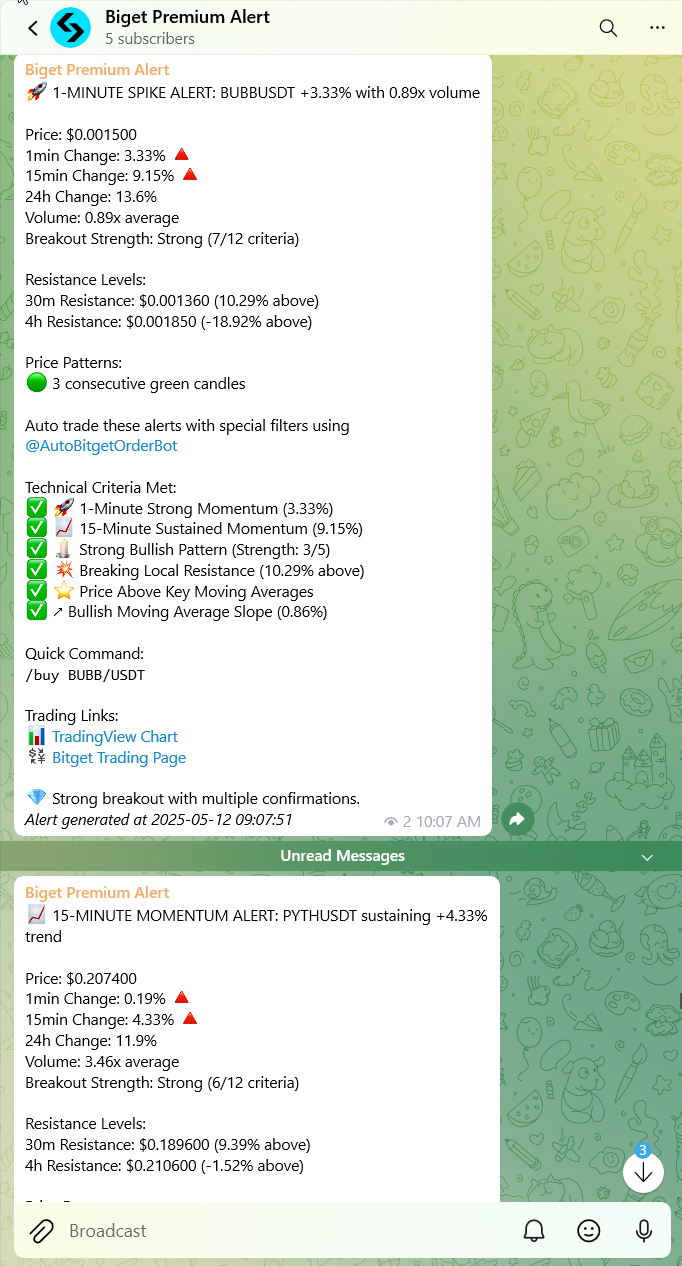 Biget Premium Alert
5 subscribers
Biget Premium Alert
🚀 1-MINUTE SPIKE ALERT: BUBBUSDT +3.33% with 0.89x volume
Price: $0.001500
1min Change: 3.33% 🔺
15min Change: 9.15% 🔺
24h Change: 13.6%
Volume: 0.89x average
Breakout Strength: Strong (7/12 criteria)
Resistance Levels:
30m Resistance: $0.001360 (10.29% above)
4h Resistance: $0.001850 (-18.92% above)
Price Patterns:
🟢 3 consecutive green candles
Auto trade these alerts with special filters using
@AutoBitgetOrderBot
Technical Criteria Met:
✅ 🚀 1-Minute Strong Momentum (3.33%)
✅ 📈 15-Minute Sustained Momentum (9.15%)
✅ 🕯️ Strong Bullish Pattern (Strength: 3/5)
✅ 💥 Breaking Local Resistance (10.29% above)
✅ ⭐ Price Above Key Moving Averages
✅ ↗ Bullish Moving Average Slope (0.86%)
Quick Command:
/buy BUBB/USDT
Trading Links:
📊 TradingView Chart
💱 Bitget Trading Page
💎 Strong breakout with multiple confirmations.
Alert generated at 2025-05-12 09:07:51
2 10:07 AM
Unread Messages
Biget Premium Alert
📈 15-MINUTE MOMENTUM ALERT: PYTHUSDT sustaining +4.33%
trend
Price: $0.207400
1min Change: 0.19% 🔺
15min Change: 4.33% 🔺
24h Change: 11.9%
Volume: 3.46x average
Breakout Strength: Strong (6/12 criteria)
Resistance Levels:
30m Resistance: $0.189600 (9.39% above)
4h Resistance: $0.210600 (-1.52% above)
3
Broadcast